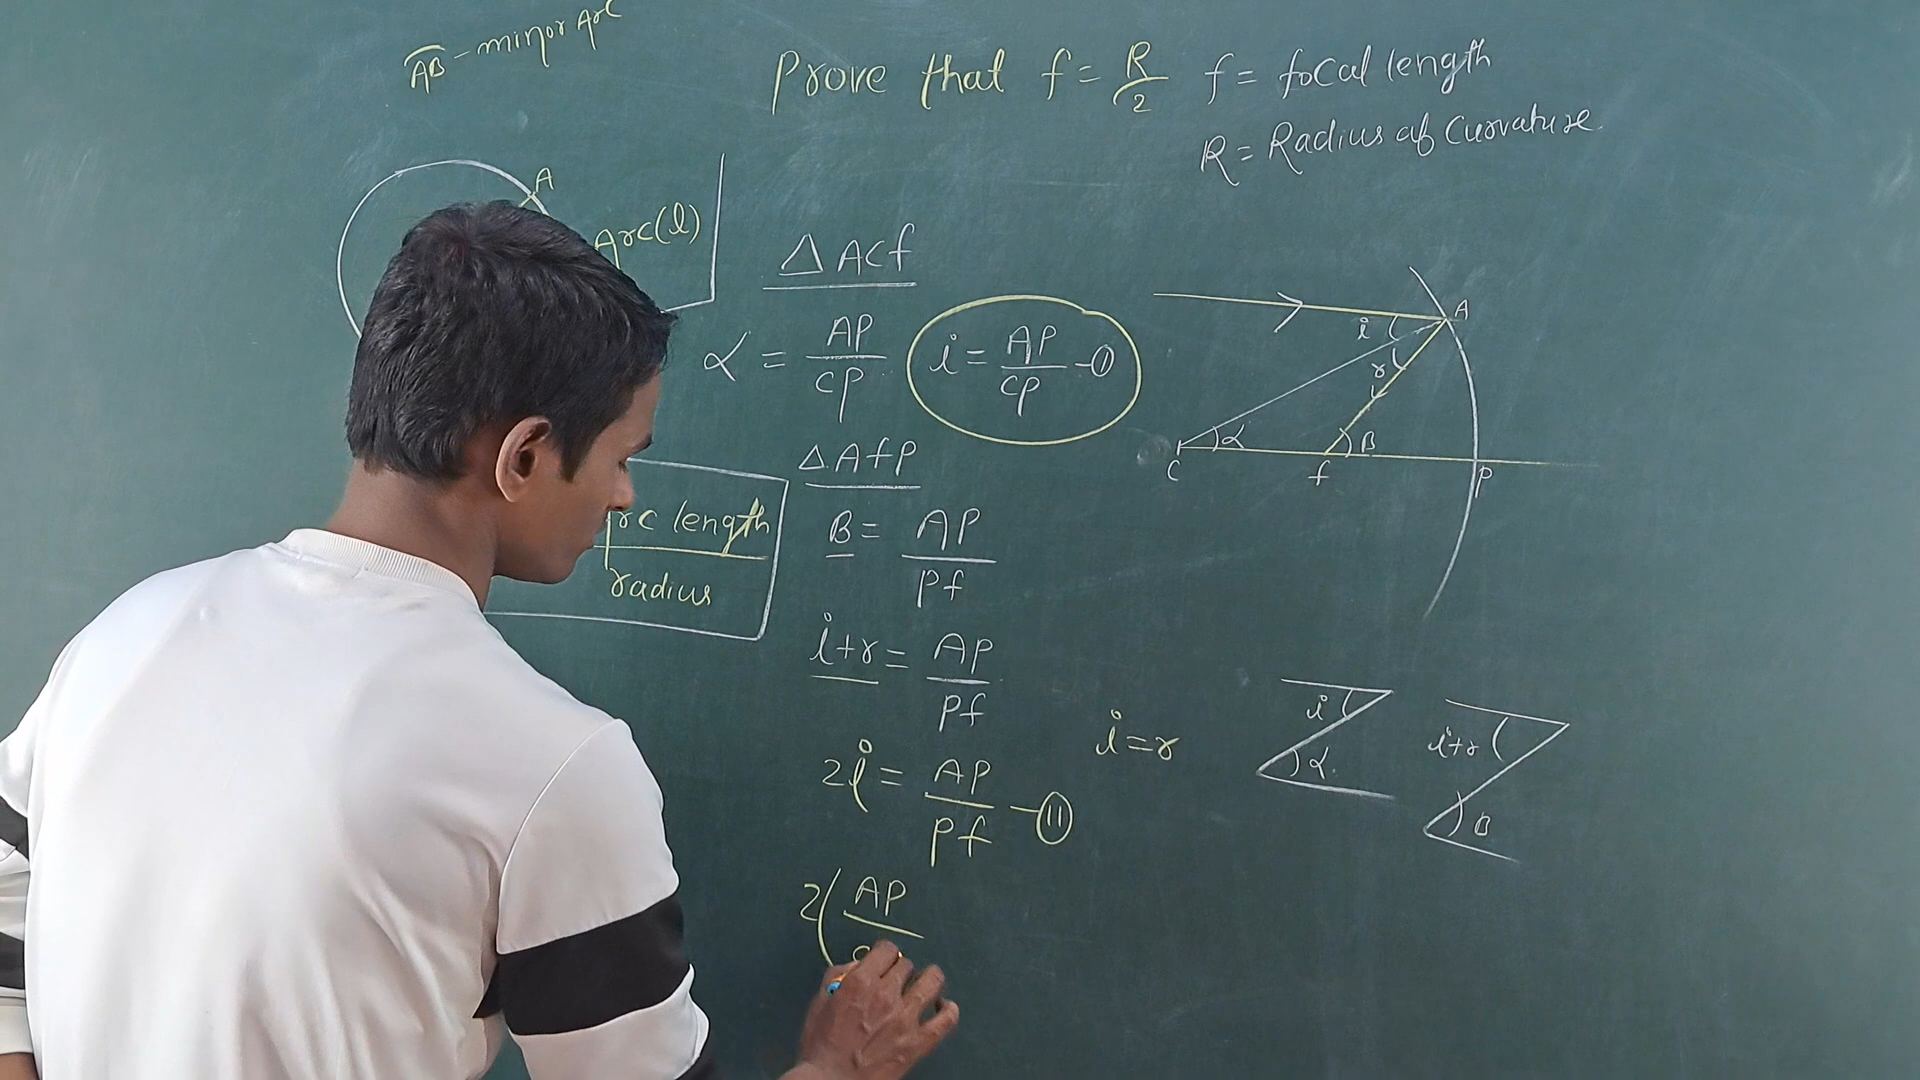 AB - minor Arc
Prove that f = R/2 f = focal length
R = Radius of Curvature.
A
Arc(l)
ΔACf
α = AP/CP i = AP/CP - (I)
ΔAfP
B = AP/Pf
i+r = AP/Pf
2i = AP/Pf - (II)
2(AP
rc length
radius
A
i
r
C α f B P
i=r
i
α
i+r
B